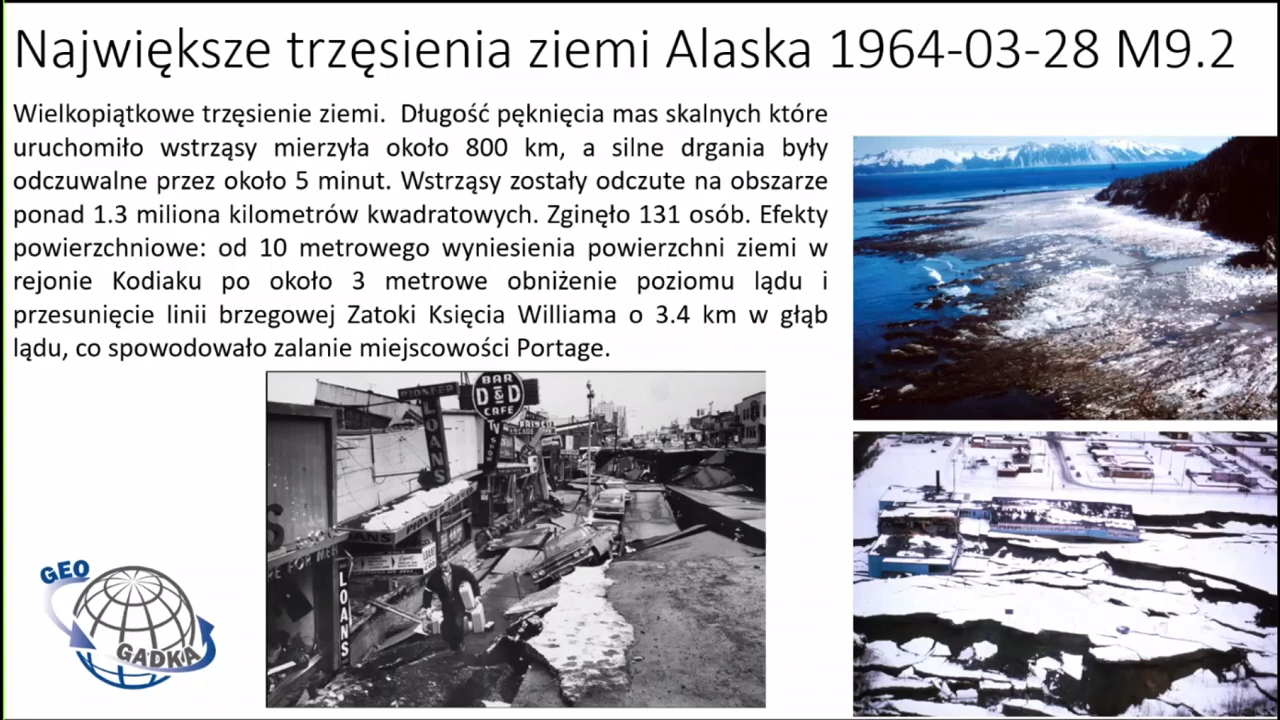 Największe trzęsienia ziemi Alaska 1964-03-28 M9.2
Wielkopiątkowe trzęsienie ziemi. Długość pęknięcia mas skalnych które
uruchomiło wstrząsy mierzyła około 800 km, a silne drgania były
odczuwalne przez około 5 minut. Wstrząsy zostały odczute na obszarze
ponad 1.3 miliona kilometrów kwadratowych. Zginęło 131 osób. Efekty
powierzchniowe: od 10 metrowego wyniesienia powierzchni ziemi w
rejonie Kodiaku po około 3 metrowe obniżenie poziomu lądu i
przesunięcie linii brzegowej Zatoki Księcia Williama o 3.4 km w głąb
lądu, co spowodowało zalanie miejscowości Portage.
BAR
D&D
CAFE
PIONEER
LOANS
TV
LOANS
GEO
GADKA